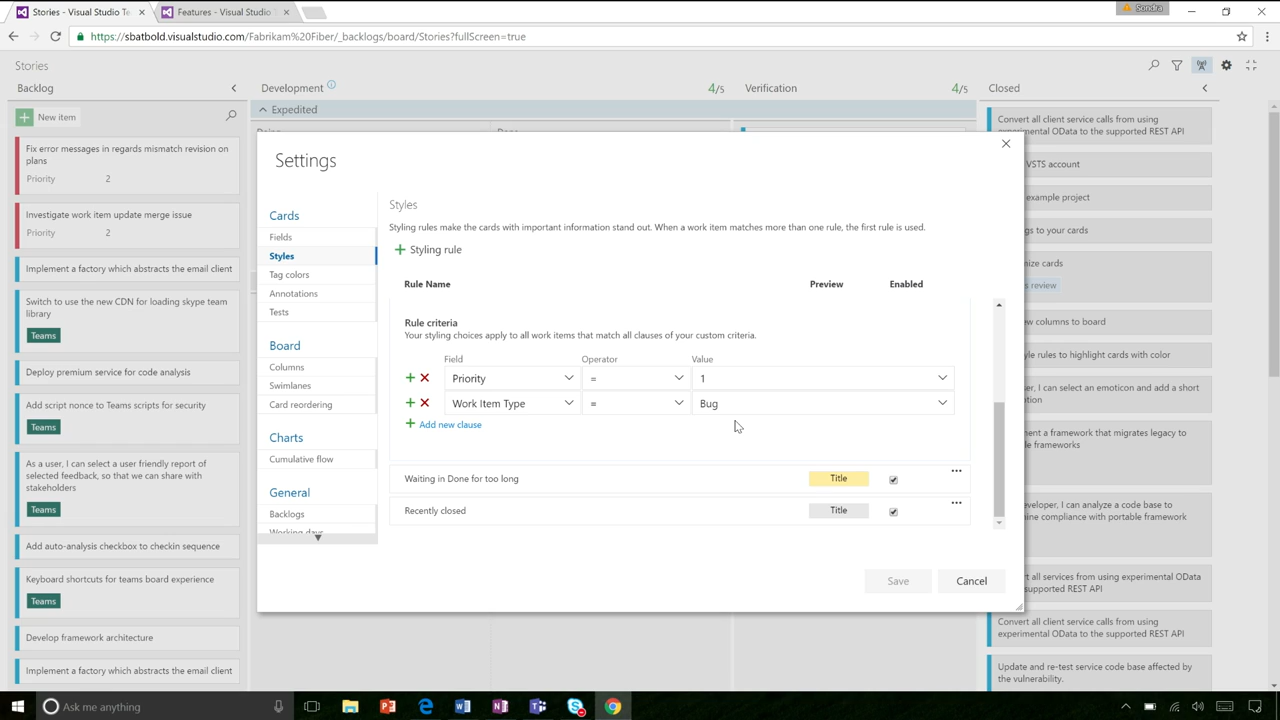 Stories - Visual Studio Te
Features - Visual Studio T
Sondra
https://sbatbold.visualstudio.com/Fabrikam%20Fiber/_backlogs/board/Stories?fullScreen=true
Stories
Backlog
Development
4/5
Verification
4/5
Closed
New item
Expedited
Fix error messages in regards mismatch revision on
plans
Priority 2
Investigate work item update merge issue
Priority 2
Implement a factory which abstracts the email client
Switch to use the new CDN for loading skype team
library
Teams
Deploy premium service for code analysis
Add script nonce to Teams scripts for security
Teams
As a user, I can select a user friendly report of
selected feedback, so that we can share with
stakeholders
Teams
Add auto-analysis checkbox to checkin sequence
Keyboard shortcuts for teams board experience
Teams
Develop framework architecture
Implement a factory which abstracts the email client
Settings
Cards
Fields
Styles
Tag colors
Annotations
Tests
Board
Columns
Swimlanes
Card reordering
Charts
Cumulative flow
General
Backlogs
Working days
Styles
Styling rules make the cards with important information stand out. When a work item matches more than one rule, the first rule is used.
Styling rule
Rule Name Preview Enabled
Rule criteria
Your styling choices apply to all work items that match all clauses of your custom criteria.
Field Operator Value
Priority = 1
Work Item Type = Bug
Add new clause
Waiting in Done for too long Title
Recently closed Title
Save Cancel
Convert all client service calls from using
experimental OData to the supported REST API
VSTS account
example project
gs to your cards
mize cards
s review
ew columns to board
yle rules to highlight cards with color
user, I can select an emoticon and add a short
ment a framework that migrates legacy to
le frameworks
developer, I can analyze a code base to
mine compliance with portable framework
rt all services from using experimental OData
supported REST API
Convert all client service calls from using
experimental OData to the supported REST API
Update and re-test service code base affected by
the vulnerability.
Ask me anything